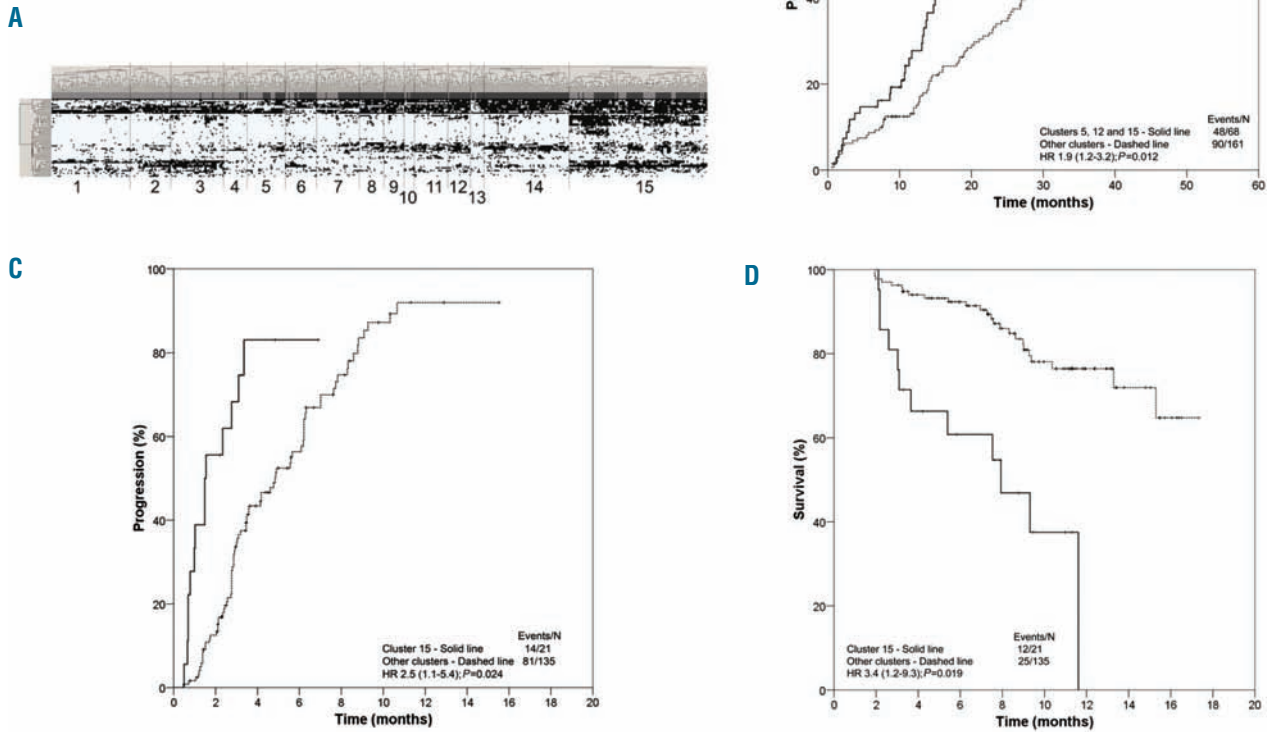 A
1 2 3 4 5 6 7 8 9 10 11 12 13 14 15
40
20
0
Events/N
Clusters 5, 12 and 15 - Solid line 48/68
Other clusters - Dashed line 90/161
HR 1.9 (1.2-3.2);P=0.012
0 10 20 30 40 50 60
Time (months)
C
Progression (%)
100
80
60
40
20
0
Events/N
Cluster 15 - Solid line 14/21
Other clusters - Dashed line 81/135
HR 2.5 (1.1-5.4);P=0.024
0 2 4 6 8 10 12 14 16 18 20
Time (months)
D
Survival (%)
100
80
60
40
20
0
Events/N
Cluster 15 - Solid line 12/21
Other clusters - Dashed line 25/135
HR 3.4 (1.2-9.3);P=0.019
0 2 4 6 8 10 12 14 16 18 20
Time (months)